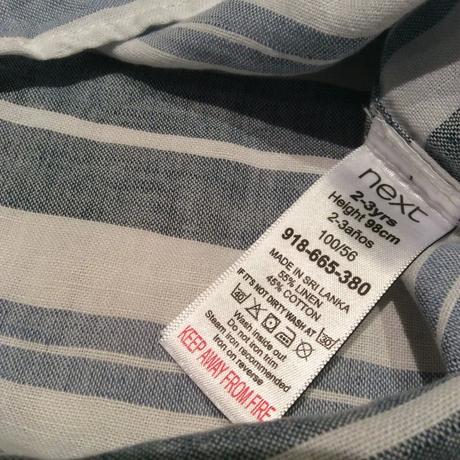 next
2-3yrs
Height 98cm
2-3años
100/56
918-665-380
MADE IN SRI LANKA
55% LINEN
45% COTTON
IF IT'S NOT DIRTY WASH AT 30
Wash inside out
Do not iron trim
Steam iron recommended
Iron on reverse
KEEP AWAY FROM FIRE